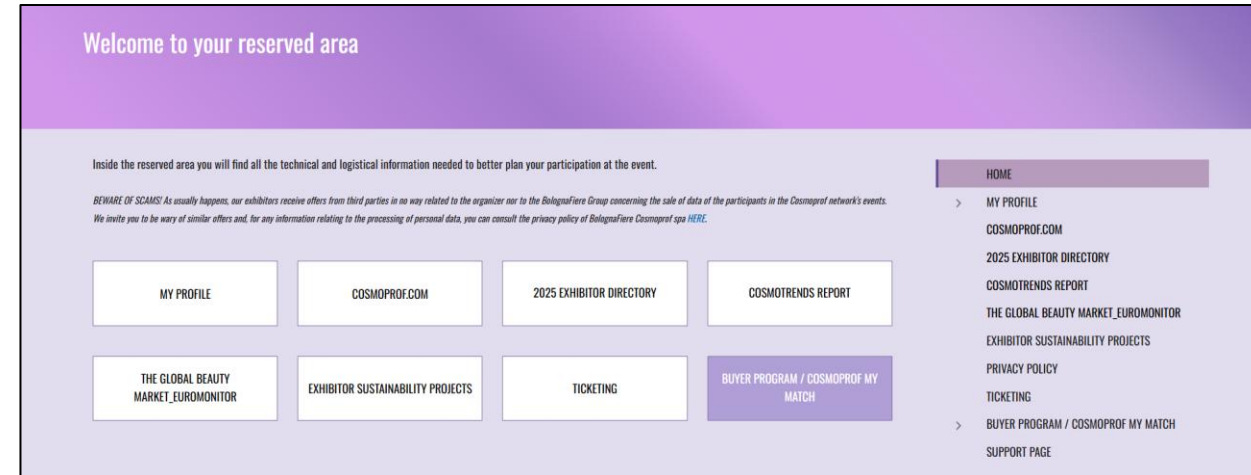 Welcome to your reserved area
Inside the reserved area you will find all the technical and logistical information needed to better plan your participation at the event.
BEWARE OF SCAMS! As usually happens, our exhibitors receive offers from third parties in no way related to the organizer nor to the BolognaFiere Group concerning the sale of data of the participants in the Cosmoprof network's events.
We invite you to be wary of similar offers and, for any information relating to the processing of personal data, you can consult the privacy policy of BolognaFiere Cosmoprof spa HERE.
MY PROFILE
COSMOPROF.COM
2025 EXHIBITOR DIRECTORY
COSMOTRENDS REPORT
THE GLOBAL BEAUTY
MARKET_EUROMONITOR
EXHIBITOR SUSTAINABILITY PROJECTS
TICKETING
BUYER PROGRAM / COSMOPROF MY
MATCH
HOME
MY PROFILE
COSMOPROF.COM
2025 EXHIBITOR DIRECTORY
COSMOTRENDS REPORT
THE GLOBAL BEAUTY MARKET_EUROMONITOR
EXHIBITOR SUSTAINABILITY PROJECTS
PRIVACY POLICY
TICKETING
BUYER PROGRAM / COSMOPROF MY MATCH
SUPPORT PAGE